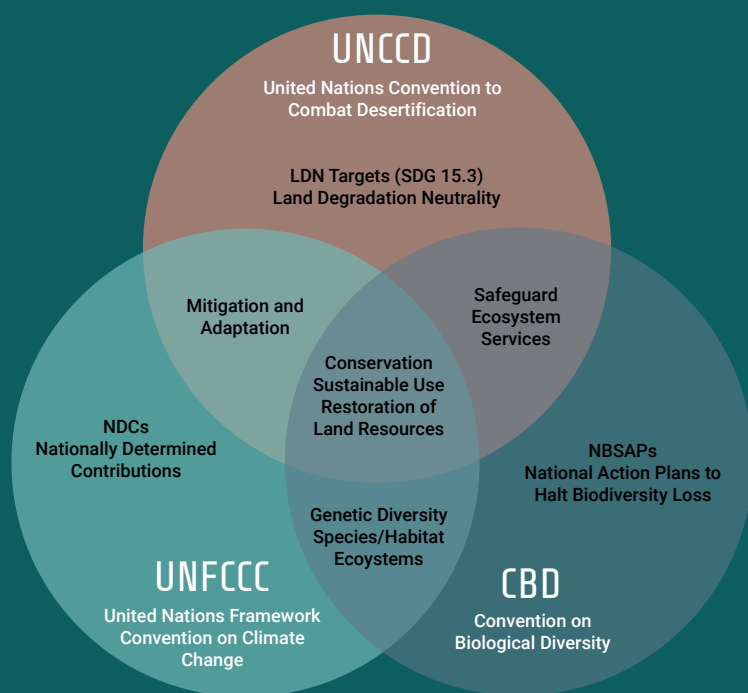 UNCCD
United Nations Convention to
Combat Desertification
LDN Targets (SDG 15.3)
Land Degradation Neutrality
Mitigation and
Adaptation
Safeguard
Ecosystem
Services
Conservation
Sustainable Use
Restoration of
Land Resources
NDCs
Nationally Determined
Contributions
NBSAPs
National Action Plans to
Halt Biodiversity Loss
Genetic Diversity
Species/Habitat
Ecoystems
UNFCCC
United Nations Framework
Convention on Climate
Change
CBD
Convention on
Biological Diversity